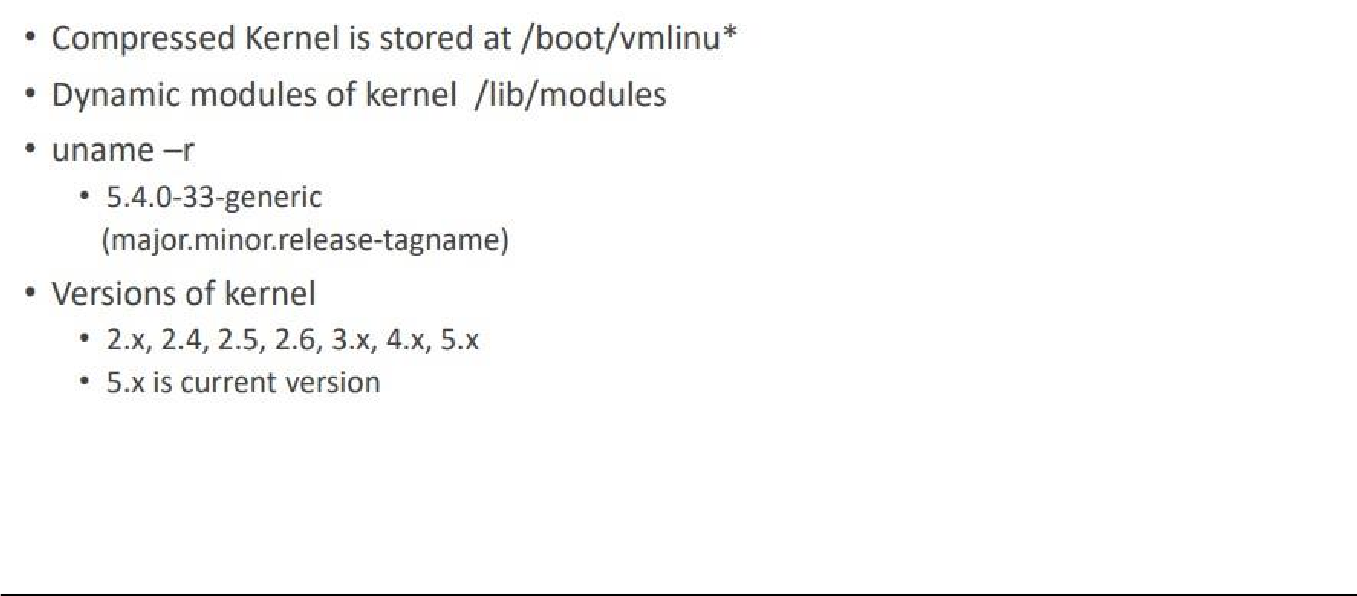 • Compressed Kernel is stored at /boot/vmlinu*
• Dynamic modules of kernel /lib/modules
• uname –r
• 5.4.0-33-generic
(major.minor.release-tagname)
• Versions of kernel
• 2.x, 2.4, 2.5, 2.6, 3.x, 4.x, 5.x
• 5.x is current version